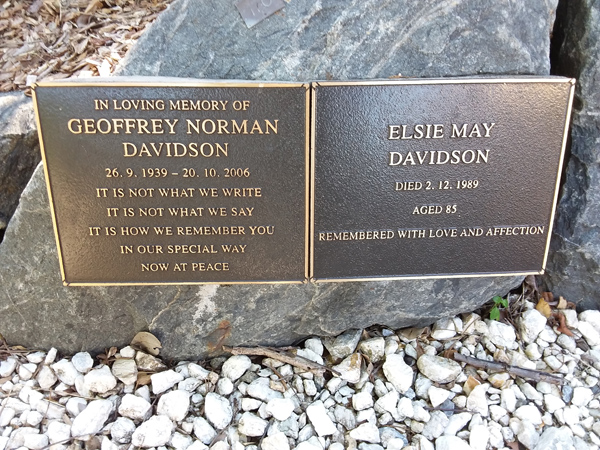 IN LOVING MEMORY OF
GEOFFREY NORMAN
DAVIDSON
26. 9. 1939 – 20. 10. 2006
IT IS NOT WHAT WE WRITE
IT IS NOT WHAT WE SAY
IT IS HOW WE REMEMBER YOU
IN OUR SPECIAL WAY
NOW AT PEACE
ELSIE MAY
DAVIDSON
DIED 2. 12. 1989
AGED 85
REMEMBERED WITH LOVE AND AFFECTION